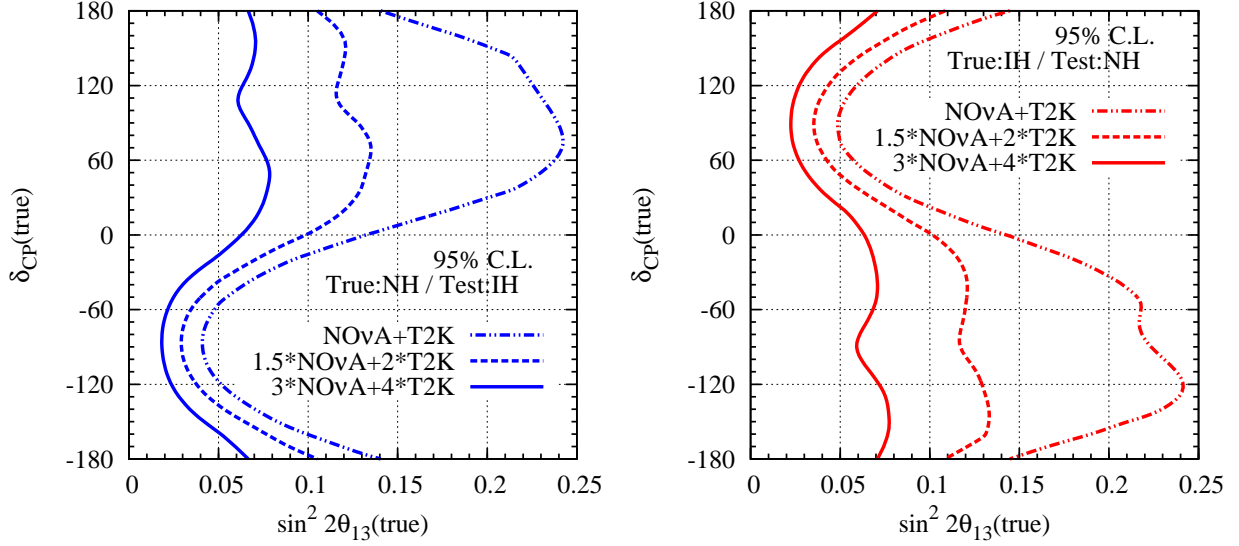 180
120
60
0
-60
-120
-180
δCP(true)
95% C.L.
True:NH / Test:IH
NOνA+T2K
1.5*NOνA+2*T2K
3*NOνA+4*T2K
0 0.05 0.1 0.15 0.2 0.25
sin² 2θ13(true)
180
120
60
0
-60
-120
-180
δCP(true)
95% C.L.
True:IH / Test:NH
NOνA+T2K
1.5*NOνA+2*T2K
3*NOνA+4*T2K
0 0.05 0.1 0.15 0.2 0.25
sin² 2θ13(true)